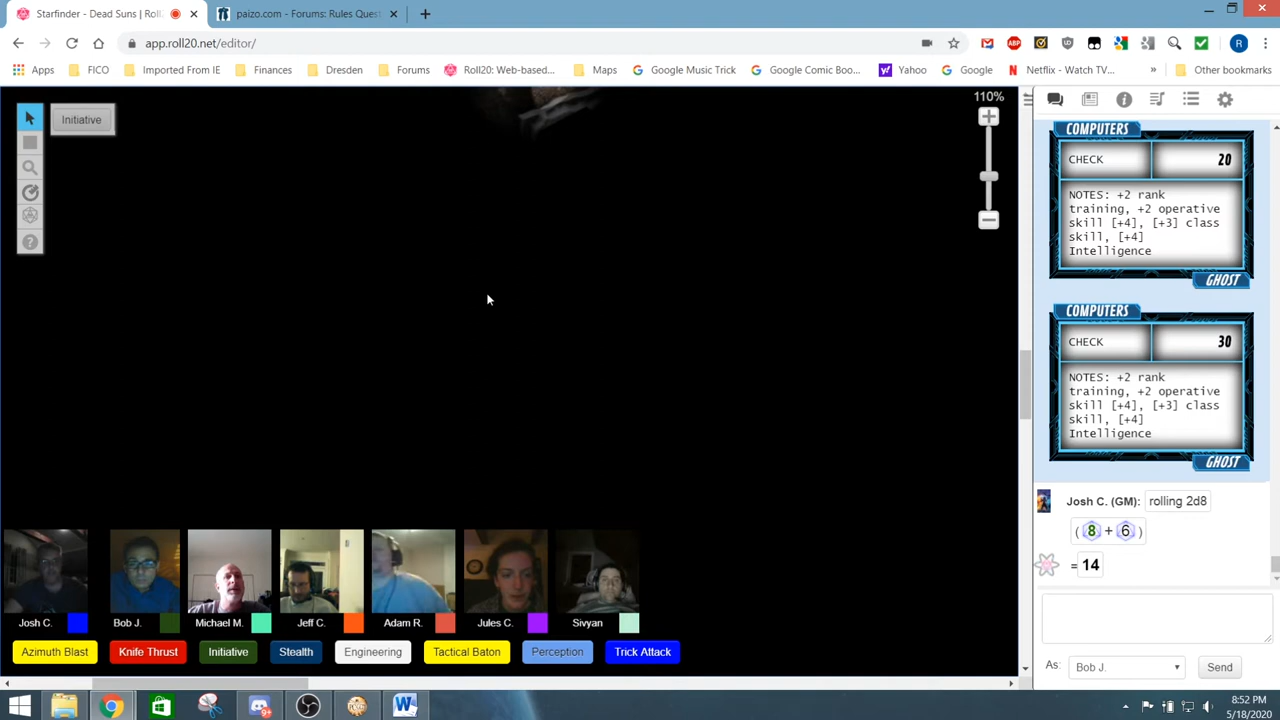 Starfinder - Dead Suns | Roll
paizo.com - Forums: Rules Quest
app.roll20.net/editor/
R
Apps
FICO
Imported From IE
Finances
Dresden
Forums
Roll20: Web-based...
Maps
Google Music Trick
Google Comic Boo...
Yahoo
Google
Netflix - Watch TV...
Other bookmarks
Initiative
110%
COMPUTERS
CHECK 20
NOTES: +2 rank
training, +2 operative
skill [+4], [+3] class
skill, [+4]
Intelligence
GHOST
COMPUTERS
CHECK 30
NOTES: +2 rank
training, +2 operative
skill [+4], [+3] class
skill, [+4]
Intelligence
GHOST
Josh C. (GM): rolling 2d8
(8 + 6)
= 14
Josh C.
Bob J.
Michael M.
Jeff C.
Adam R.
Jules C.
Sivyan
Azimuth Blast
Knife Thrust
Initiative
Stealth
Engineering
Tactical Baton
Perception
Trick Attack
As: Bob J. Send
8:52 PM
5/18/2020